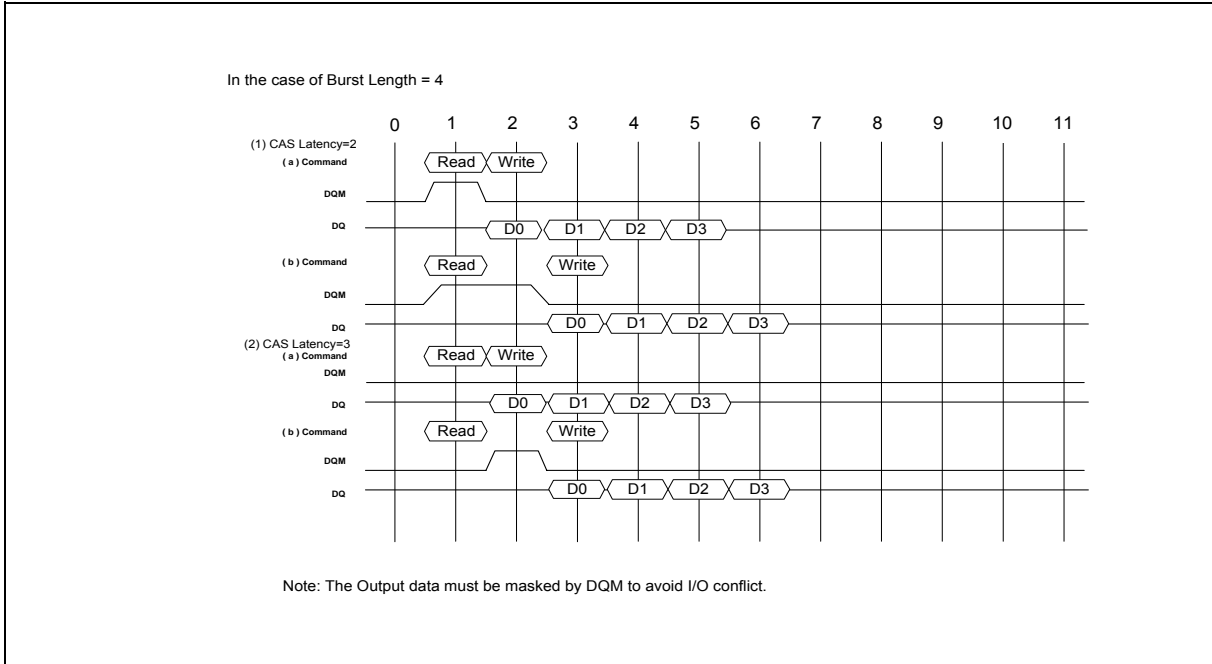 In the case of Burst Length = 4
0 1 2 3 4 5 6 7 8 9 10 11
(1) CAS Latency=2
( a ) Command
Read Write
DQM
DQ
D0 D1 D2 D3
( b ) Command
Read Write
DQM
DQ
D0 D1 D2 D3
(2) CAS Latency=3
( a ) Command
Read Write
DQM
DQ
D0 D1 D2 D3
( b ) Command
Read Write
DQM
DQ
D0 D1 D2 D3
Note: The Output data must be masked by DQM to avoid I/O conflict.